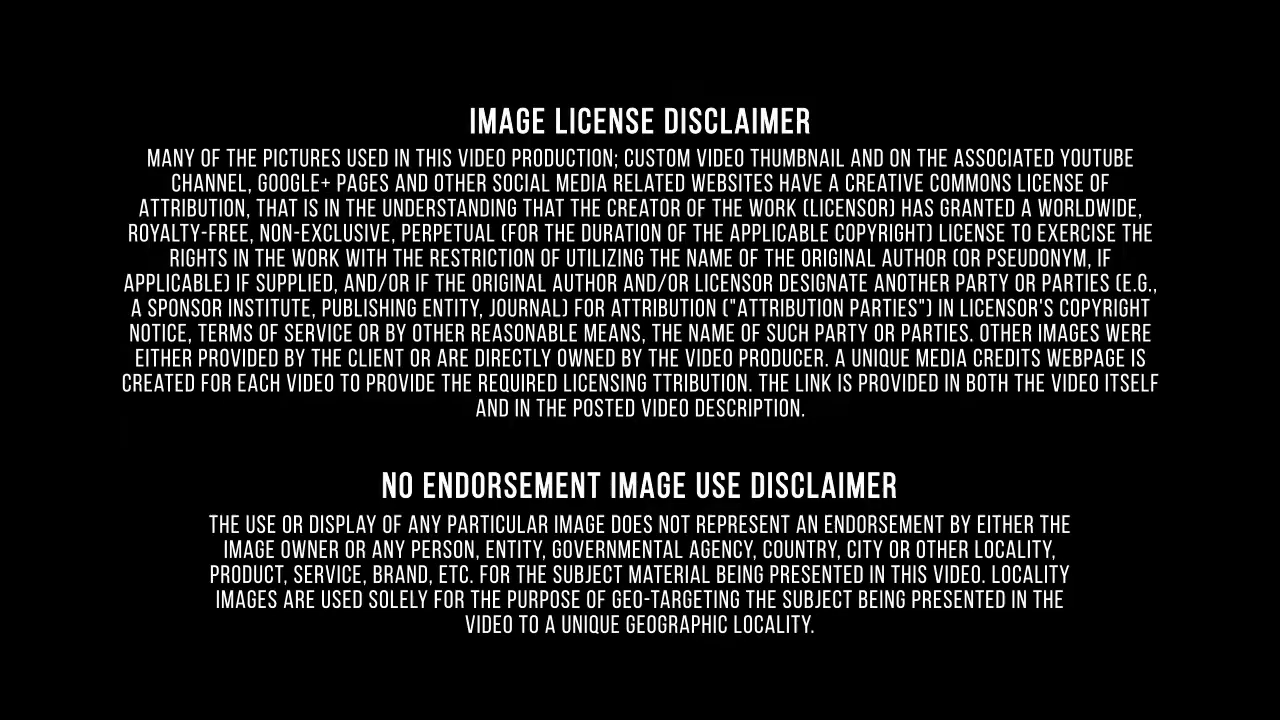 IMAGE LICENSE DISCLAIMER
MANY OF THE PICTURES USED IN THIS VIDEO PRODUCTION; CUSTOM VIDEO THUMBNAIL AND ON THE ASSOCIATED YOUTUBE
CHANNEL, GOOGLE+ PAGES AND OTHER SOCIAL MEDIA RELATED WEBSITES HAVE A CREATIVE COMMONS LICENSE OF
ATTRIBUTION, THAT IS IN THE UNDERSTANDING THAT THE CREATOR OF THE WORK (LICENSOR) HAS GRANTED A WORLDWIDE,
ROYALTY-FREE, NON-EXCLUSIVE, PERPETUAL (FOR THE DURATION OF THE APPLICABLE COPYRIGHT) LICENSE TO EXERCISE THE
RIGHTS IN THE WORK WITH THE RESTRICTION OF UTILIZING THE NAME OF THE ORIGINAL AUTHOR (OR PSEUDONYM, IF
APPLICABLE) IF SUPPLIED, AND/OR IF THE ORIGINAL AUTHOR AND/OR LICENSOR DESIGNATE ANOTHER PARTY OR PARTIES (E.G.,
A SPONSOR INSTITUTE, PUBLISHING ENTITY, JOURNAL) FOR ATTRIBUTION ("ATTRIBUTION PARTIES") IN LICENSOR'S COPYRIGHT
NOTICE, TERMS OF SERVICE OR BY OTHER REASONABLE MEANS, THE NAME OF SUCH PARTY OR PARTIES. OTHER IMAGES WERE
EITHER PROVIDED BY THE CLIENT OR ARE DIRECTLY OWNED BY THE VIDEO PRODUCER. A UNIQUE MEDIA CREDITS WEBPAGE IS
CREATED FOR EACH VIDEO TO PROVIDE THE REQUIRED LICENSING TTRIBUTION. THE LINK IS PROVIDED IN BOTH THE VIDEO ITSELF
AND IN THE POSTED VIDEO DESCRIPTION.
NO ENDORSEMENT IMAGE USE DISCLAIMER
THE USE OR DISPLAY OF ANY PARTICULAR IMAGE DOES NOT REPRESENT AN ENDORSEMENT BY EITHER THE
IMAGE OWNER OR ANY PERSON, ENTITY, GOVERNMENTAL AGENCY, COUNTRY, CITY OR OTHER LOCALITY,
PRODUCT, SERVICE, BRAND, ETC. FOR THE SUBJECT MATERIAL BEING PRESENTED IN THIS VIDEO. LOCALITY
IMAGES ARE USED SOLELY FOR THE PURPOSE OF GEO-TARGETING THE SUBJECT BEING PRESENTED IN THE
VIDEO TO A UNIQUE GEOGRAPHIC LOCALITY.